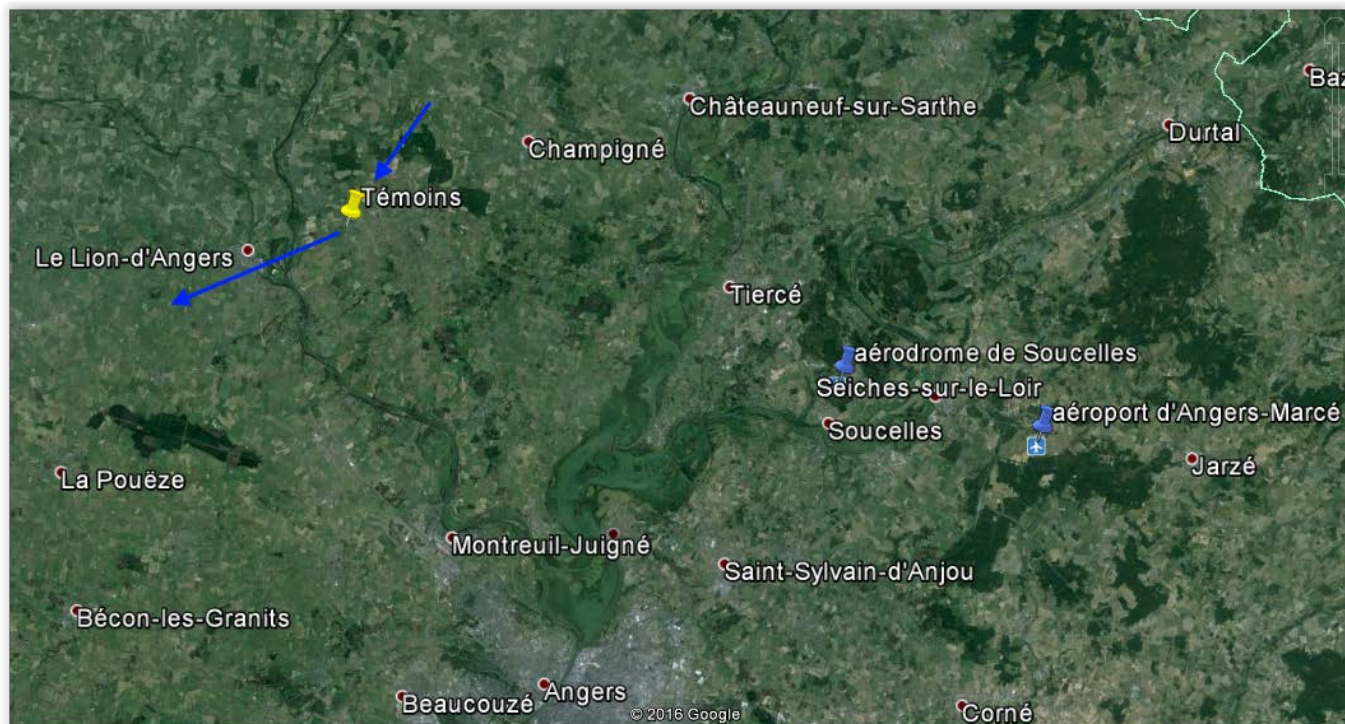 Baz
Châteauneuf-sur-Sarthe
Durtal
Champigné
Témoins
Le Lion-d'Angers
Tiercé
aérodrome de Soucelles
Seiches-sur-le-Loir
aéroport d'Angers-Marcé
Soucelles
Jarzé
La Pouëze
Montreuil-Juigné
Saint-Sylvain-d'Anjou
Bécon-les-Granits
Angers
Beaucouzé
© 2016 Google
Corné